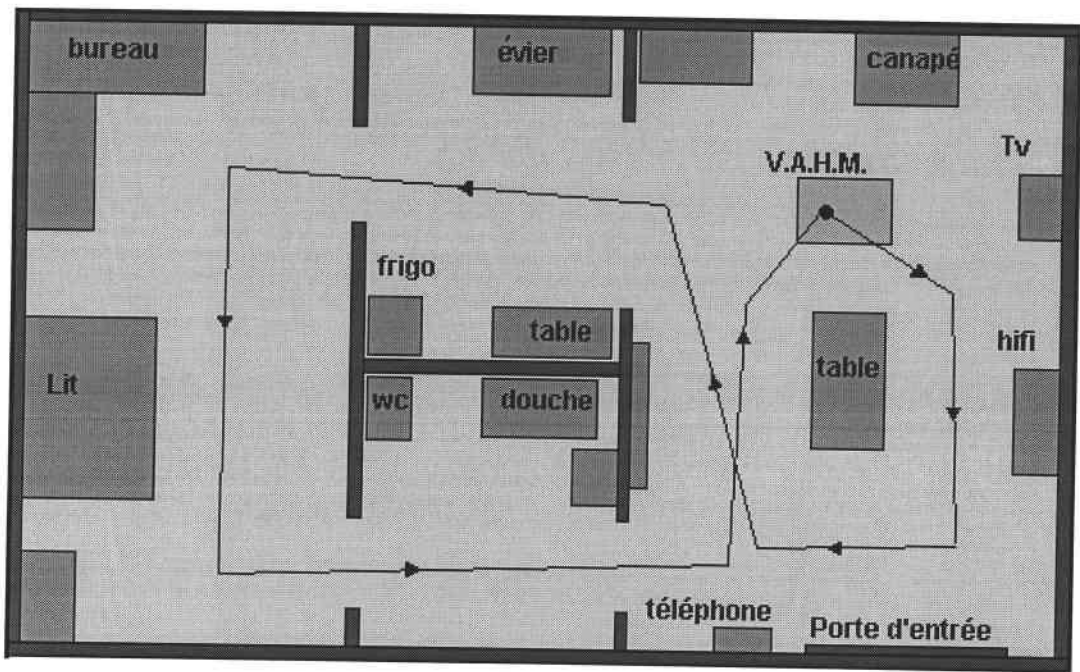 bureau
évier
canapé
Tv
V.A.H.M.
frigo
table
hifi
table
Lit
wc
douche
téléphone
Porte d'entrée